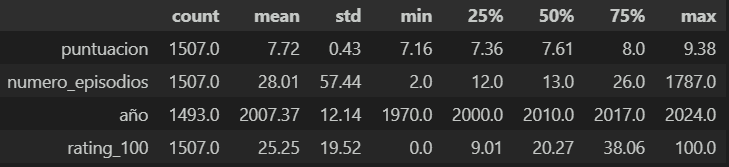 count mean std min 25% 50% 75% max
puntuacion 1507.0 7.72 0.43 7.16 7.36 7.61 8.0 9.38
numero_episodios 1507.0 28.01 57.44 2.0 12.0 13.0 26.0 1787.0
año 1493.0 2007.37 12.14 1970.0 2000.0 2010.0 2017.0 2024.0
rating_100 1507.0 25.25 19.52 0.0 9.01 20.27 38.06 100.0